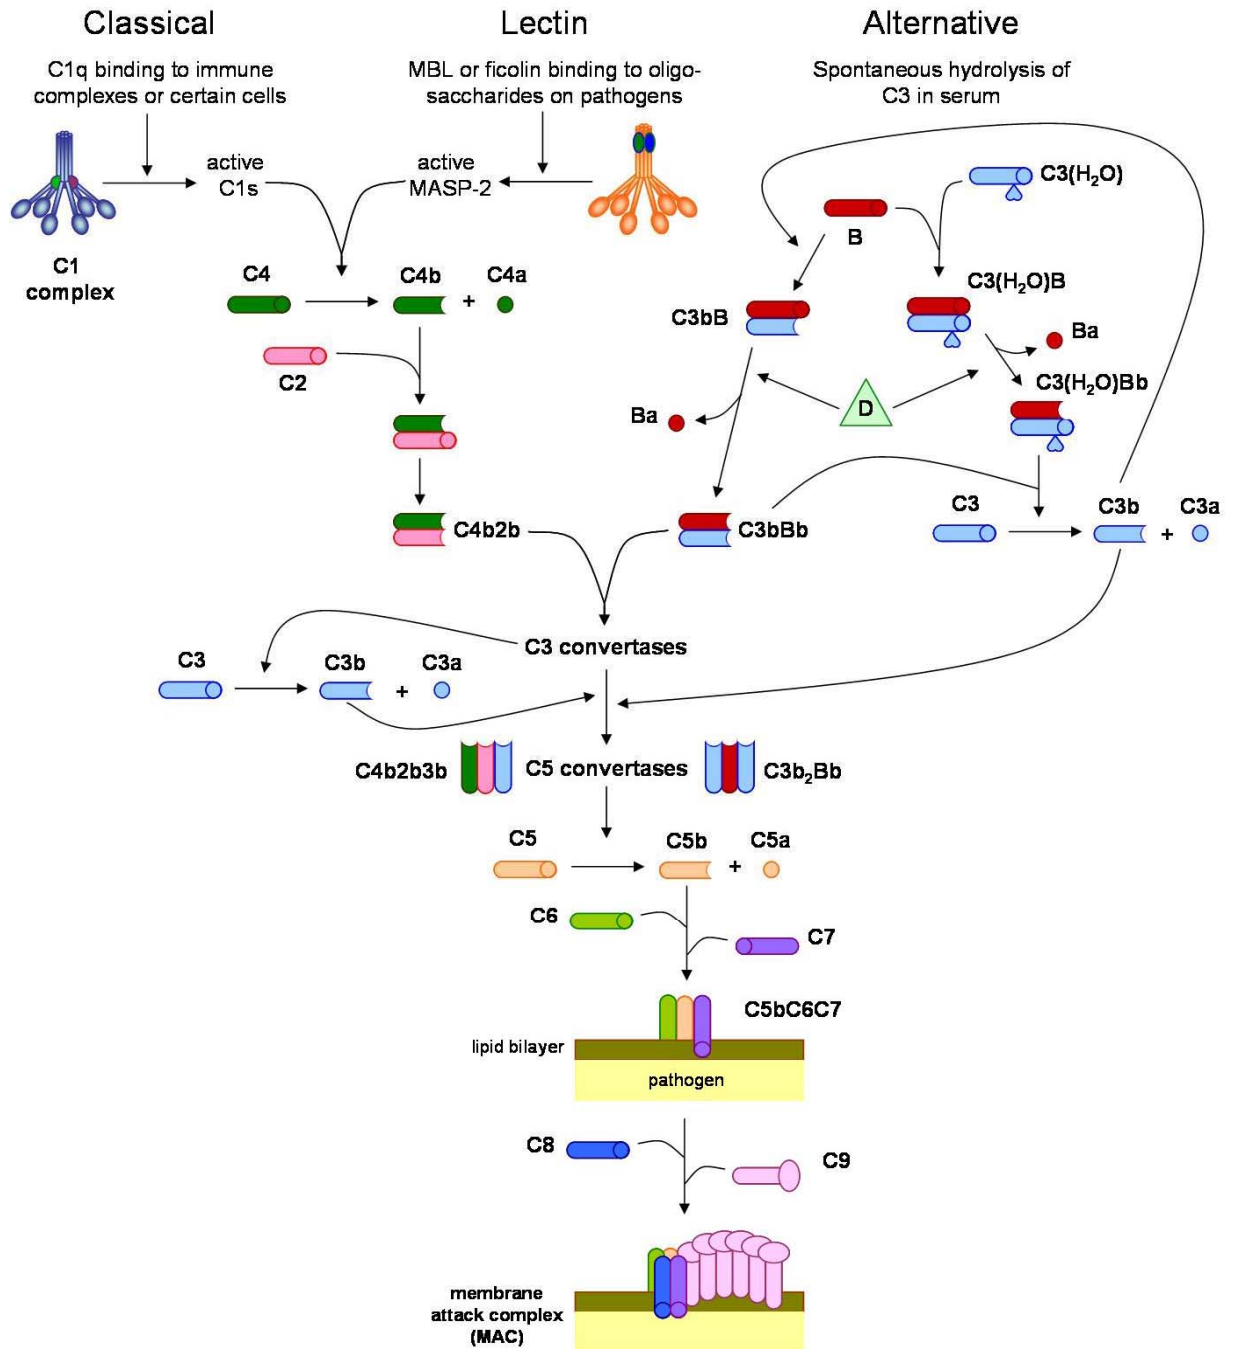 Classical
Lectin
Alternative
C1q binding to immune
complexes or certain cells
MBL or ficolin binding to oligo-
saccharides on pathogens
Spontaneous hydrolysis of
C3 in serum
active
C1s
active
MASP-2
C3(H₂O)
B
C1
complex
C4
C4b
+
C4a
C3(H₂O)B
C3bB
Ba
C2
C3(H₂O)Bb
D
Ba
C4b2b
C3bBb
C3
C3b
+
C3a
C3 convertases
C3
C3b
+
C3a
C4b2b3b
C5 convertases
C3b₂Bb
C5
C5b
+
C5a
C6
C7
C5bC6C7
lipid bilayer
pathogen
C8
C9
membrane
attack complex
(MAC)